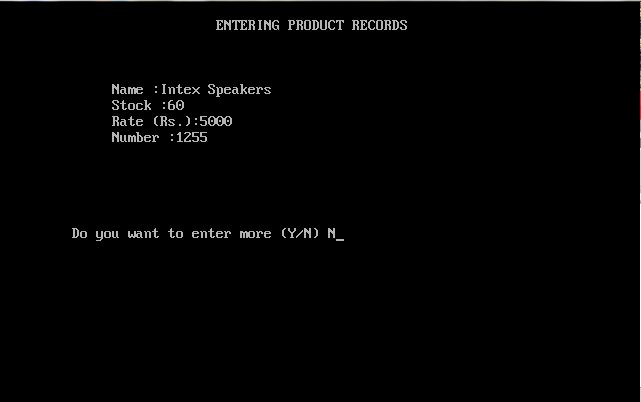 ENTERING PRODUCT RECORDS
Name :Intex Speakers
Stock :60
Rate (Rs.):5000
Number :1255
Do you want to enter more (Y/N) N_